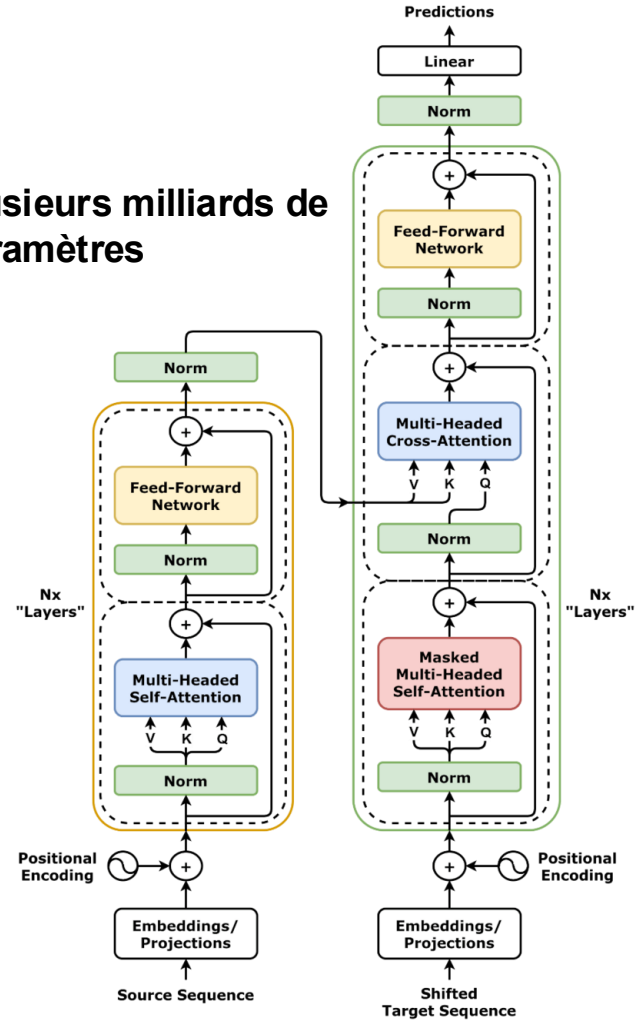 usieurs milliards de
ramètres
Predictions
Linear
Norm
Feed-Forward
Network
Norm
Multi-Headed
Cross-Attention
V K Q
Norm
Masked
Multi-Headed
Self-Attention
V K Q
Norm
Nx
"Layers"
Positional
Encoding
Embeddings/
Projections
Shifted
Target Sequence
Norm
Feed-Forward
Network
Norm
Multi-Headed
Self-Attention
V K Q
Norm
Nx
"Layers"
Positional
Encoding
Embeddings/
Projections
Source Sequence